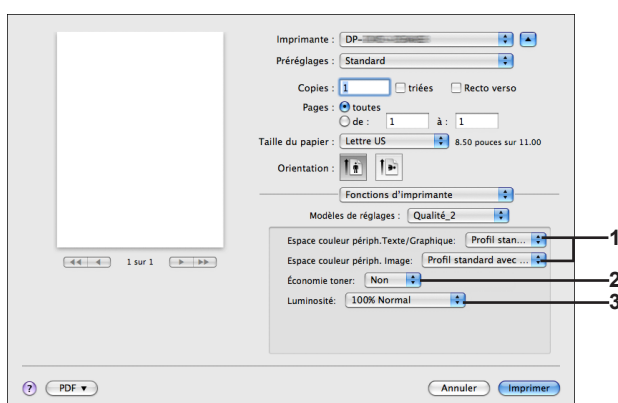 Imprimante : DP-
Préréglages : Standard
Copies : 1 triées Recto verso
Pages : toutes
de : 1 à : 1
Taille du papier : Lettre US 8.50 pouces sur 11.00
Orientation :
Fonctions d'imprimante
Modèles de réglages : Qualité_2
Espace couleur périph.Texte/Graphique: Profil stan... 1
Espace couleur périph. Image: Profil standard avec ...
1 sur 1
Économie toner: Non 2
Luminosité: 100% Normal 3
? PDF ▼ Annuler Imprimer